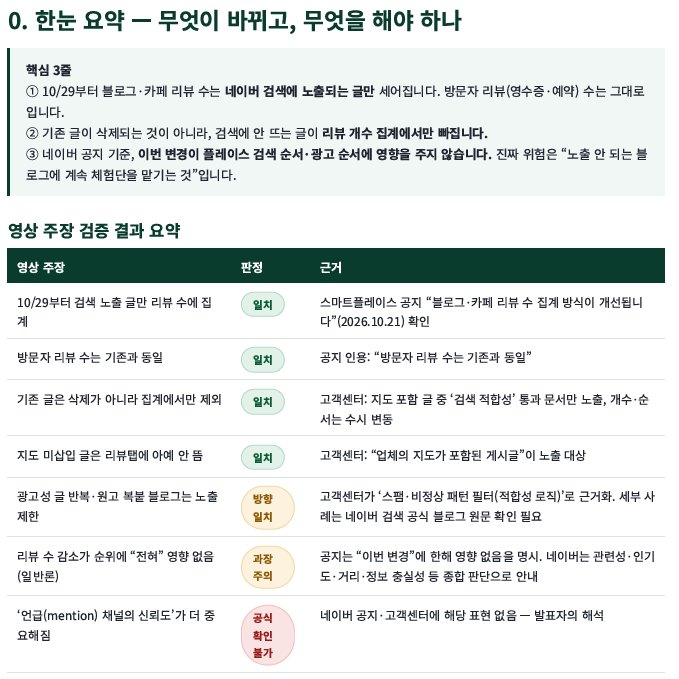 0. 한눈 요약 — 무엇이 바뀌고, 무엇을 해야 하나
핵심 3줄
① 10/29부터 블로그·카페 리뷰 수는 네이버 검색에 노출되는 글만 세어집니다. 방문자 리뷰(영수증·예약) 수는 그대로
입니다.
② 기존 글이 삭제되는 것이 아니라, 검색에 안 뜨는 글이 리뷰 개수 집계에서만 빠집니다.
③ 네이버 공지 기준, 이번 변경이 플레이스 검색 순서·광고 순서에 영향을 주지 않습니다. 진짜 위험은 “노출 안 되는 블
로그에 계속 체험단을 맡기는 것”입니다.
영상 주장 검증 결과 요약
영상 주장 판정 근거
10/29부터 검색 노출 글만 리뷰 수에 집
계
일치
스마트플레이스 공지 “블로그·카페 리뷰 수 집계 방식이 개선됩니
다”(2026.10.21) 확인
방문자 리뷰 수는 기존과 동일 일치 공지 인용: “방문자 리뷰 수는 기존과 동일”
기존 글은 삭제가 아니라 집계에서만 제외 일치
고객센터: 지도 포함 글 중 ‘검색 적합성’ 통과 문서만 노출, 개수·순
서는 수시 변동
지도 미삽입 글은 리뷰탭에 아예 안 뜸 일치 고객센터: “업체의 지도가 포함된 게시글”이 노출 대상
광고성 글 반복·원고 복붙 블로그는 노출
제한
방향
일치
고객센터가 ‘스팸·비정상 패턴 필터(적합성 로직)’로 근거화. 세부 사
례는 네이버 검색 공식 블로그 원문 확인 필요
리뷰 수 감소가 순위에 “전혀” 영향 없음
(일반론)
과장
주의
공지는 “이번 변경”에 한해 영향 없음을 명시. 네이버는 관련성·인기
도·거리·정보 충실성 등 종합 판단으로 안내
‘언급(mention) 채널의 신뢰도’가 더 중
요해짐
공식
확인
불가
네이버 공지·고객센터에 해당 표현 없음 — 발표자의 해석